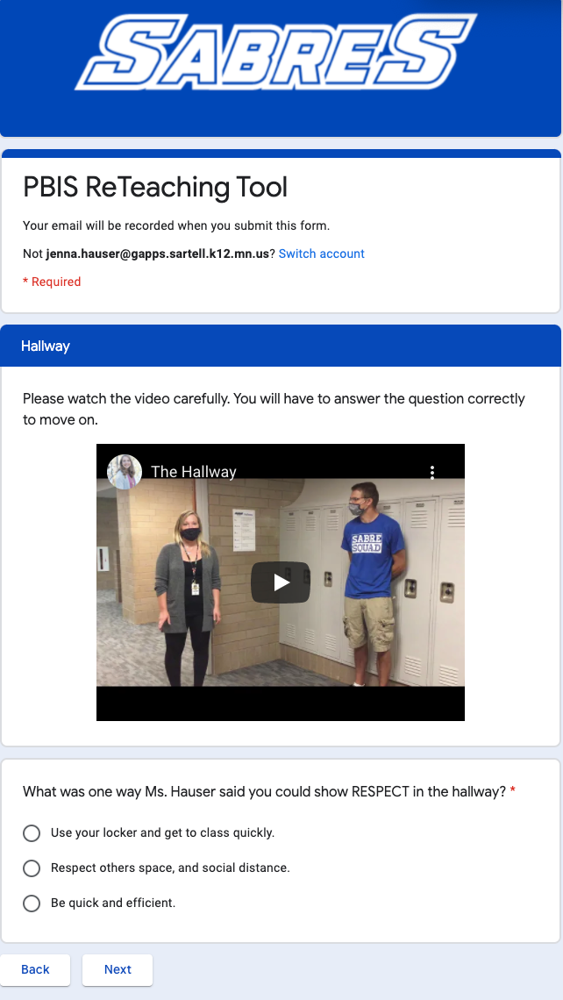 SABRES
PBIS ReTeaching Tool
Your email will be recorded when you submit this form.
Not jenna.hauser@gapps.sartell.k12.mn.us? Switch account
* Required
Hallway
Please watch the video carefully. You will have to answer the question correctly
to move on.
The Hallway
SABRE
SQUAD
What was one way Ms. Hauser said you could show RESPECT in the hallway? *
Use your locker and get to class quickly.
Respect others space, and social distance.
Be quick and efficient.
Back Next